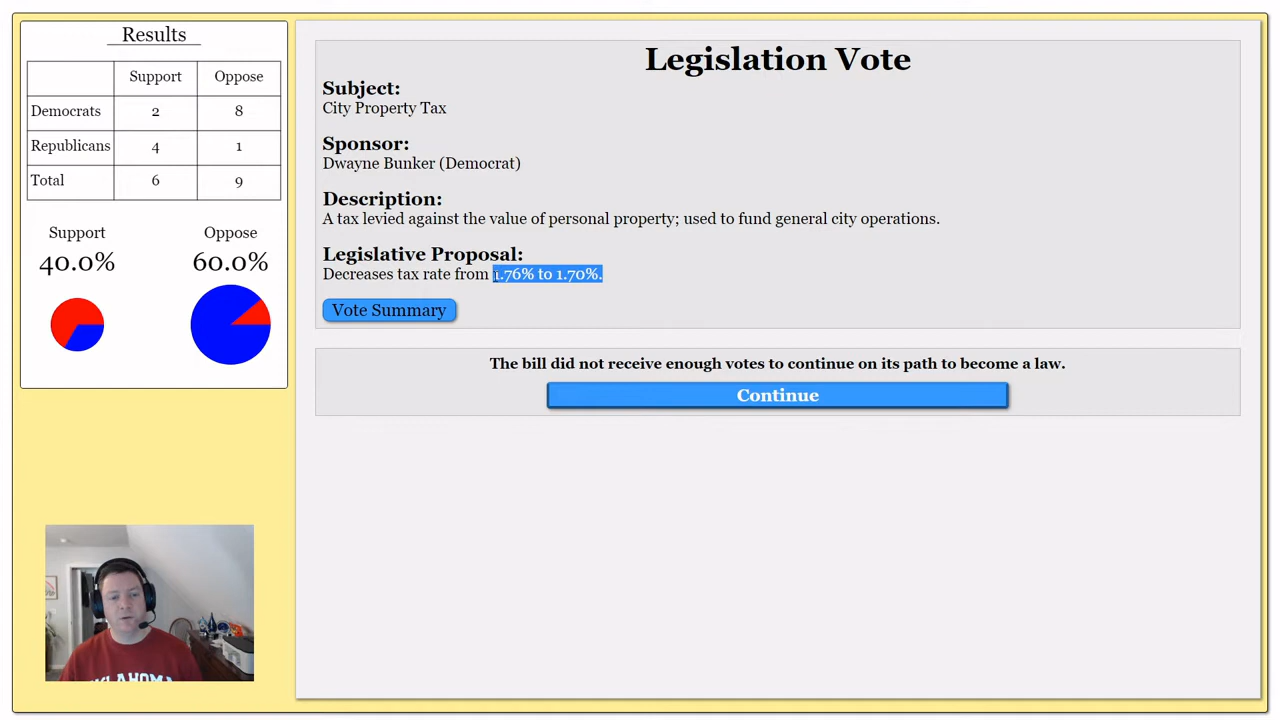 Results
Support Oppose
Democrats 2 8
Republicans 4 1
Total 6 9
Support Oppose
40.0% 60.0%
Legislation Vote
Subject:
City Property Tax
Sponsor:
Dwayne Bunker (Democrat)
Description:
A tax levied against the value of personal property; used to fund general city operations.
Legislative Proposal:
Decreases tax rate from 1.76% to 1.70%.
Vote Summary
The bill did not receive enough votes to continue on its path to become a law.
Continue
OKLAHOMA